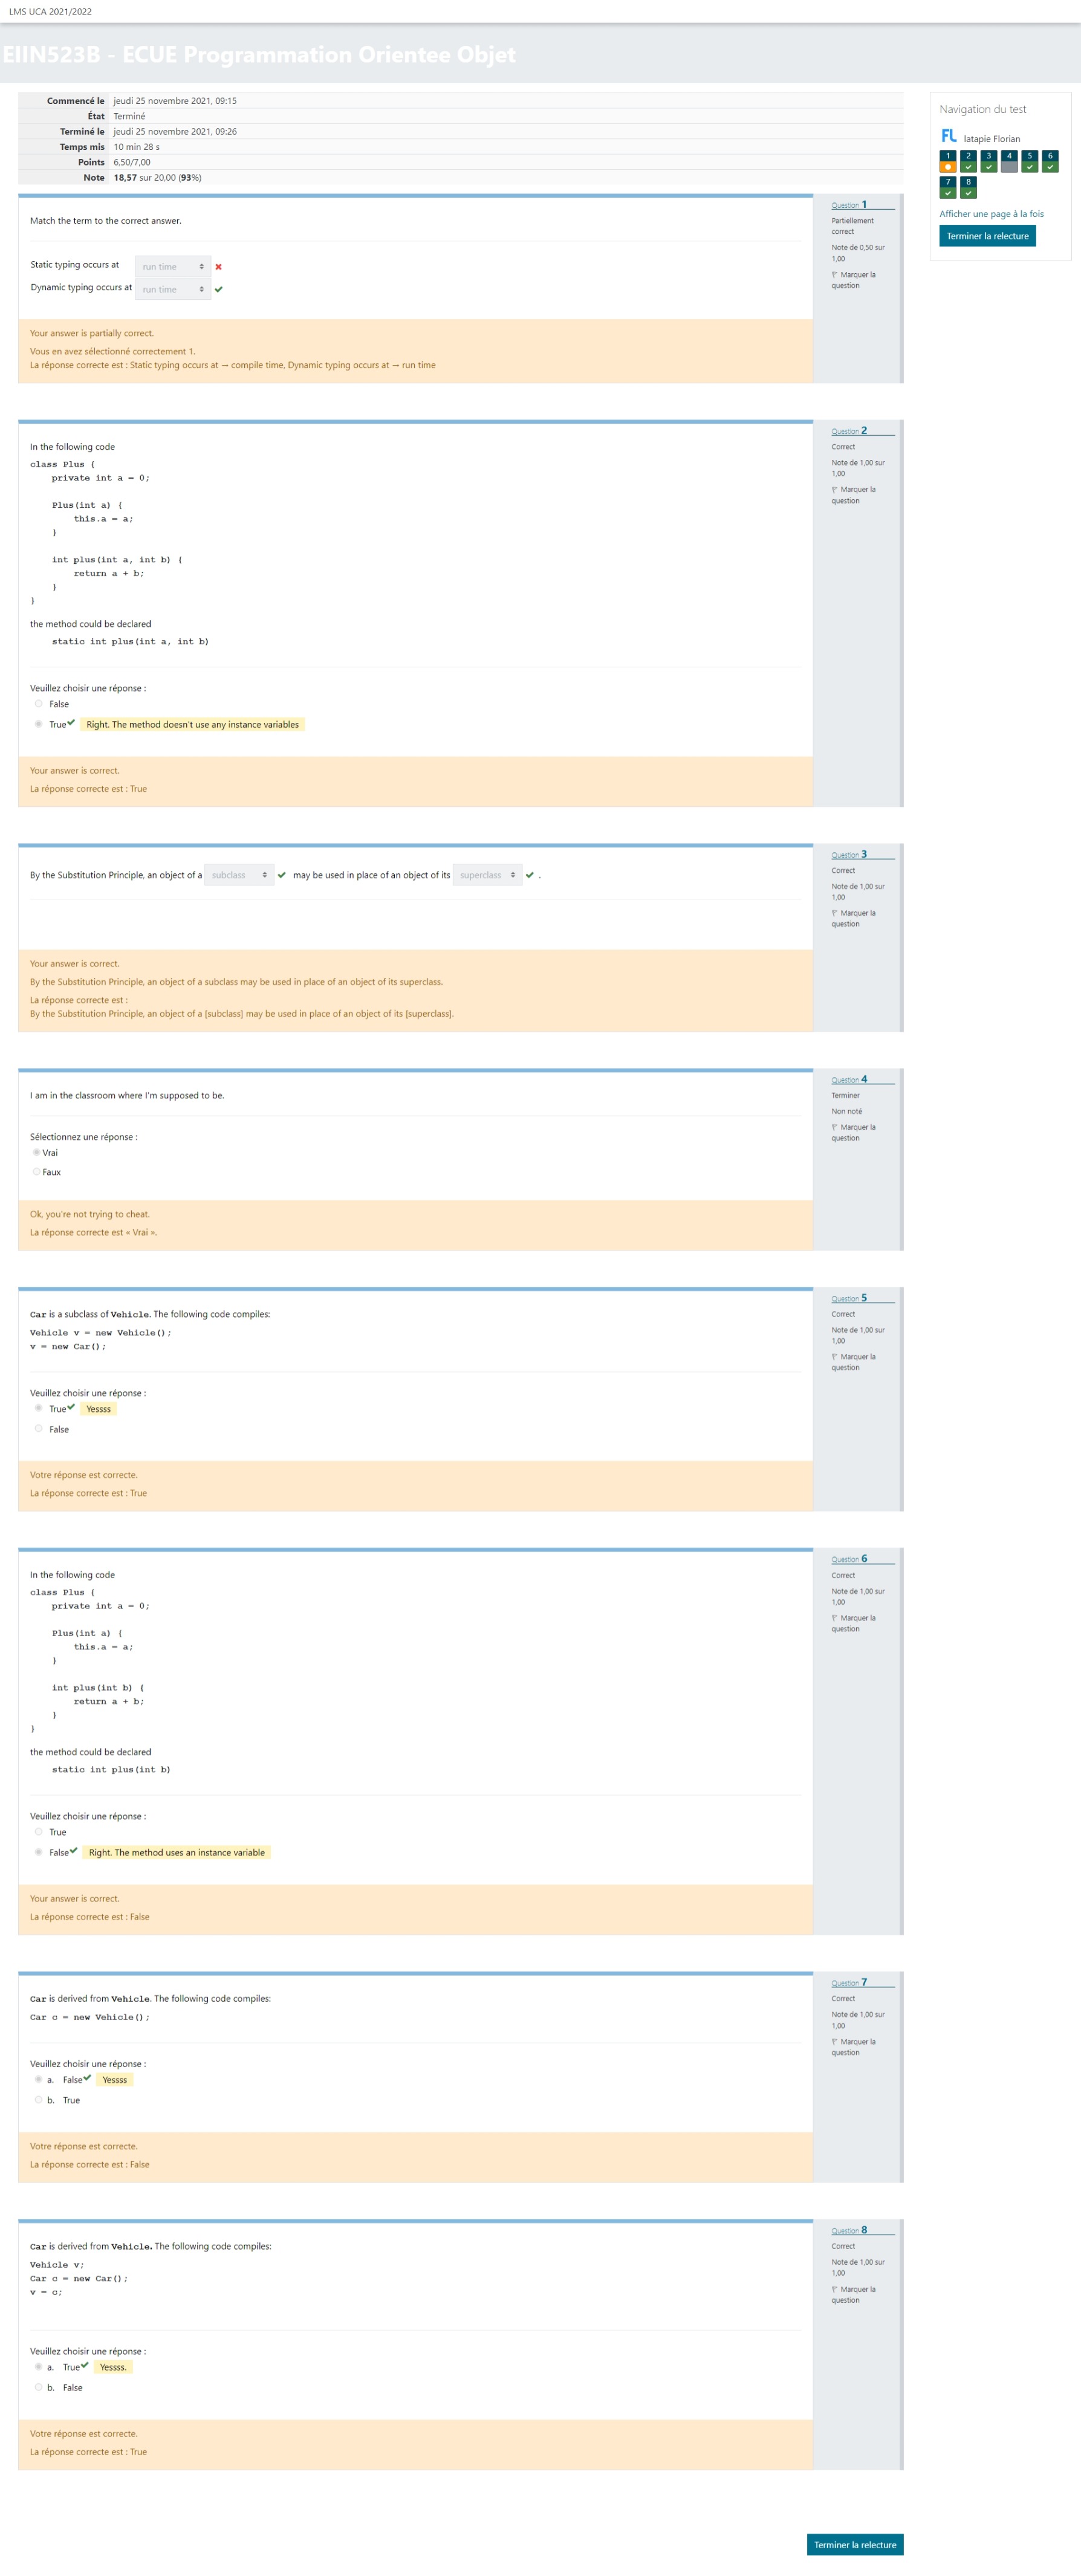 LMS UCA 2021/2022
EIIN523B - ECUE Programmation Orientee Objet
Commencé le jeudi 25 novembre 2021, 09:15
État Terminé
Terminé le jeudi 25 novembre 2021, 09:26
Temps mis 10 min 28 s
Points 6,50/7,00
Note 18,57 sur 20,00 (93%)
Navigation du test
FL latapie Florian
1 2 3 4 5 6
7 8
Afficher une page à la fois
Terminer la relecture
Question 1
Partiellement
correct
Note de 0,50 sur
1,00
Marquer la
question
Match the term to the correct answer.
Static typing occurs at run time
Dynamic typing occurs at run time
Your answer is partially correct.
Vous en avez sélectionné correctement 1.
La réponse correcte est : Static typing occurs at → compile time, Dynamic typing occurs at → run time
Question 2
Correct
Note de 1,00 sur
1,00
Marquer la
question
In the following code
class Plus {
private int a = 0;
Plus(int a) {
this.a = a;
}
int plus(int a, int b) {
return a + b;
}
}
the method could be declared
static int plus(int a, int b)
Veuillez choisir une réponse :
False
True Right. The method doesn't use any instance variables
Your answer is correct.
La réponse correcte est : True
Question 3
Correct
Note de 1,00 sur
1,00
Marquer la
question
By the Substitution Principle, an object of a subclass may be used in place of an object of its superclass .
Your answer is correct.
By the Substitution Principle, an object of a subclass may be used in place of an object of its superclass.
La réponse correcte est :
By the Substitution Principle, an object of a [subclass] may be used in place of an object of its [superclass].
Question 4
Terminer
Non noté
Marquer la
question
I am in the classroom where I'm supposed to be.
Sélectionnez une réponse :
Vrai
Faux
Ok, you're not trying to cheat.
La réponse correcte est « Vrai ».
Question 5
Correct
Note de 1,00 sur
1,00
Marquer la
question
Car is a subclass of Vehicle. The following code compiles:
Vehicle v = new Vehicle();
v = new Car();
Veuillez choisir une réponse :
True Yessss
False
Votre réponse est correcte.
La réponse correcte est : True
Question 6
Correct
Note de 1,00 sur
1,00
Marquer la
question
In the following code
class Plus {
private int a = 0;
Plus(int a) {
this.a = a;
}
int plus(int b) {
return a + b;
}
}
the method could be declared
static int plus(int b)
Veuillez choisir une réponse :
True
False Right. The method uses an instance variable
Your answer is correct.
La réponse correcte est : False
Question 7
Correct
Note de 1,00 sur
1,00
Marquer la
question
Car is derived from Vehicle. The following code compiles:
Car c = new Vehicle();
Veuillez choisir une réponse :
a. False Yessss
b. True
Votre réponse est correcte.
La réponse correcte est : False
Question 8
Correct
Note de 1,00 sur
1,00
Marquer la
question
Car is derived from Vehicle. The following code compiles:
Vehicle v;
Car c = new Car();
v = c;
Veuillez choisir une réponse :
a. True Yessss.
b. False
Votre réponse est correcte.
La réponse correcte est : True
Terminer la relecture